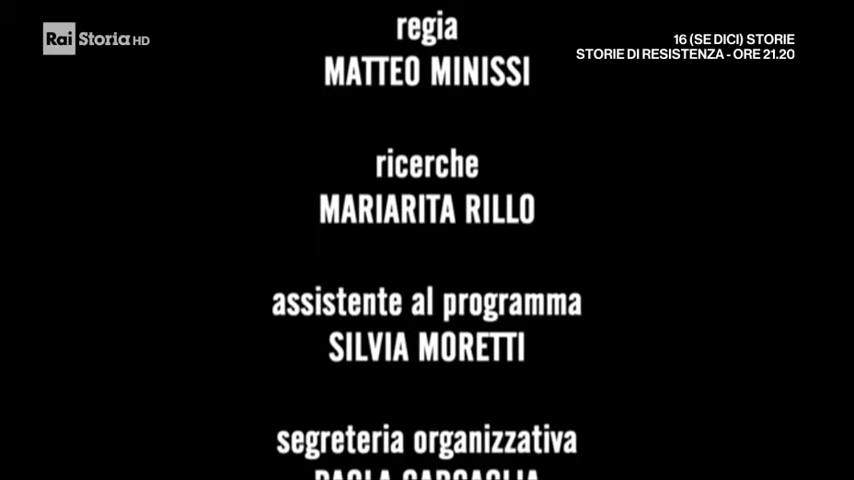 Rai Storia HD
16 (SE DICI) STORIE
STORIE DI RESISTENZA - ORE 21.20
regia
MATTEO MINISSI
ricerche
MARIARITA RILLO
assistente al programma
SILVIA MORETTI
segreteria organizzativa
PAOLA